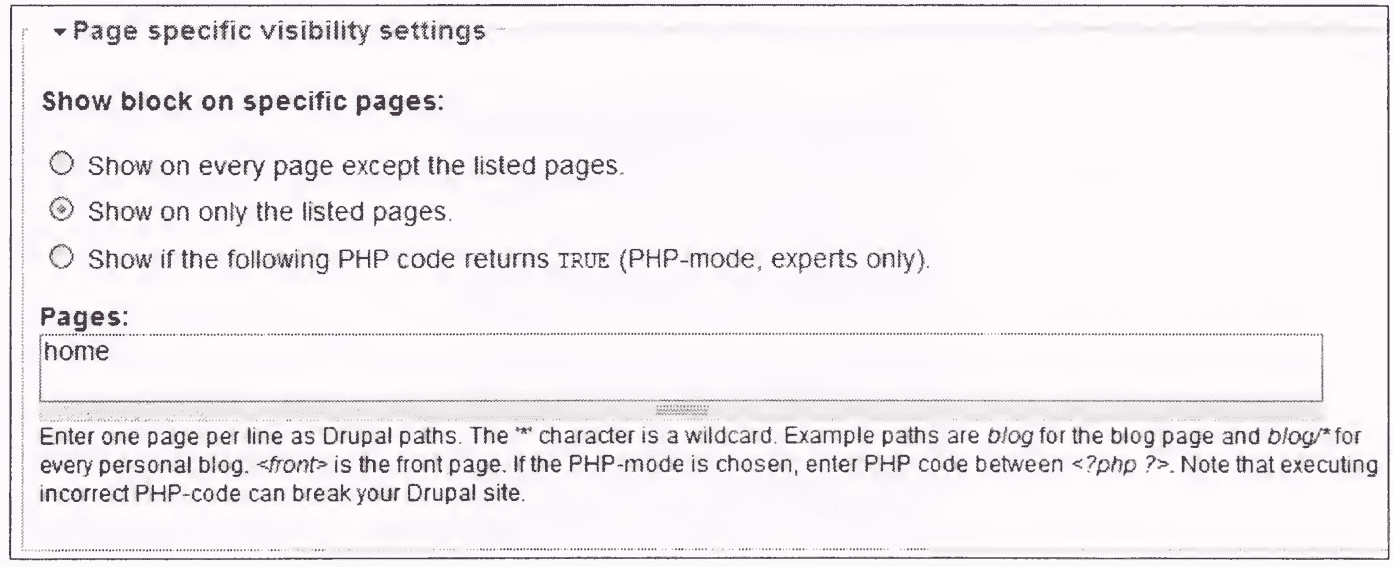 Page specific visibility settings
Show block on specific pages:
Show on every page except the listed pages.
Show on only the listed pages.
Show if the following PHP code returns TRUE (PHP-mode, experts only).
Pages:
home
Enter one page per line as Drupal paths. The '*' character is a wildcard. Example paths are blog for the blog page and blog/* for
every personal blog. <front> is the front page. If the PHP-mode is chosen, enter PHP code between <?php ?>. Note that executing
incorrect PHP-code can break your Drupal site.